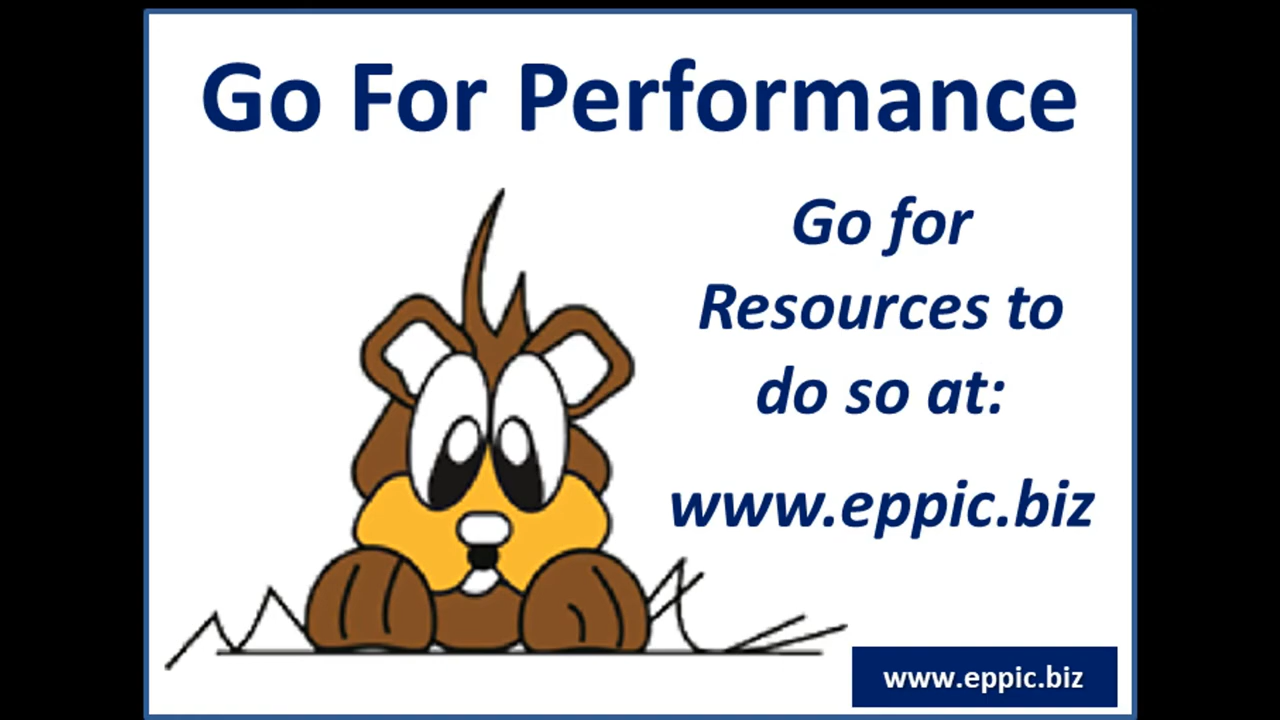 Go For Performance
Go for
Resources to
do so at:
www.eppic.biz
www.eppic.biz